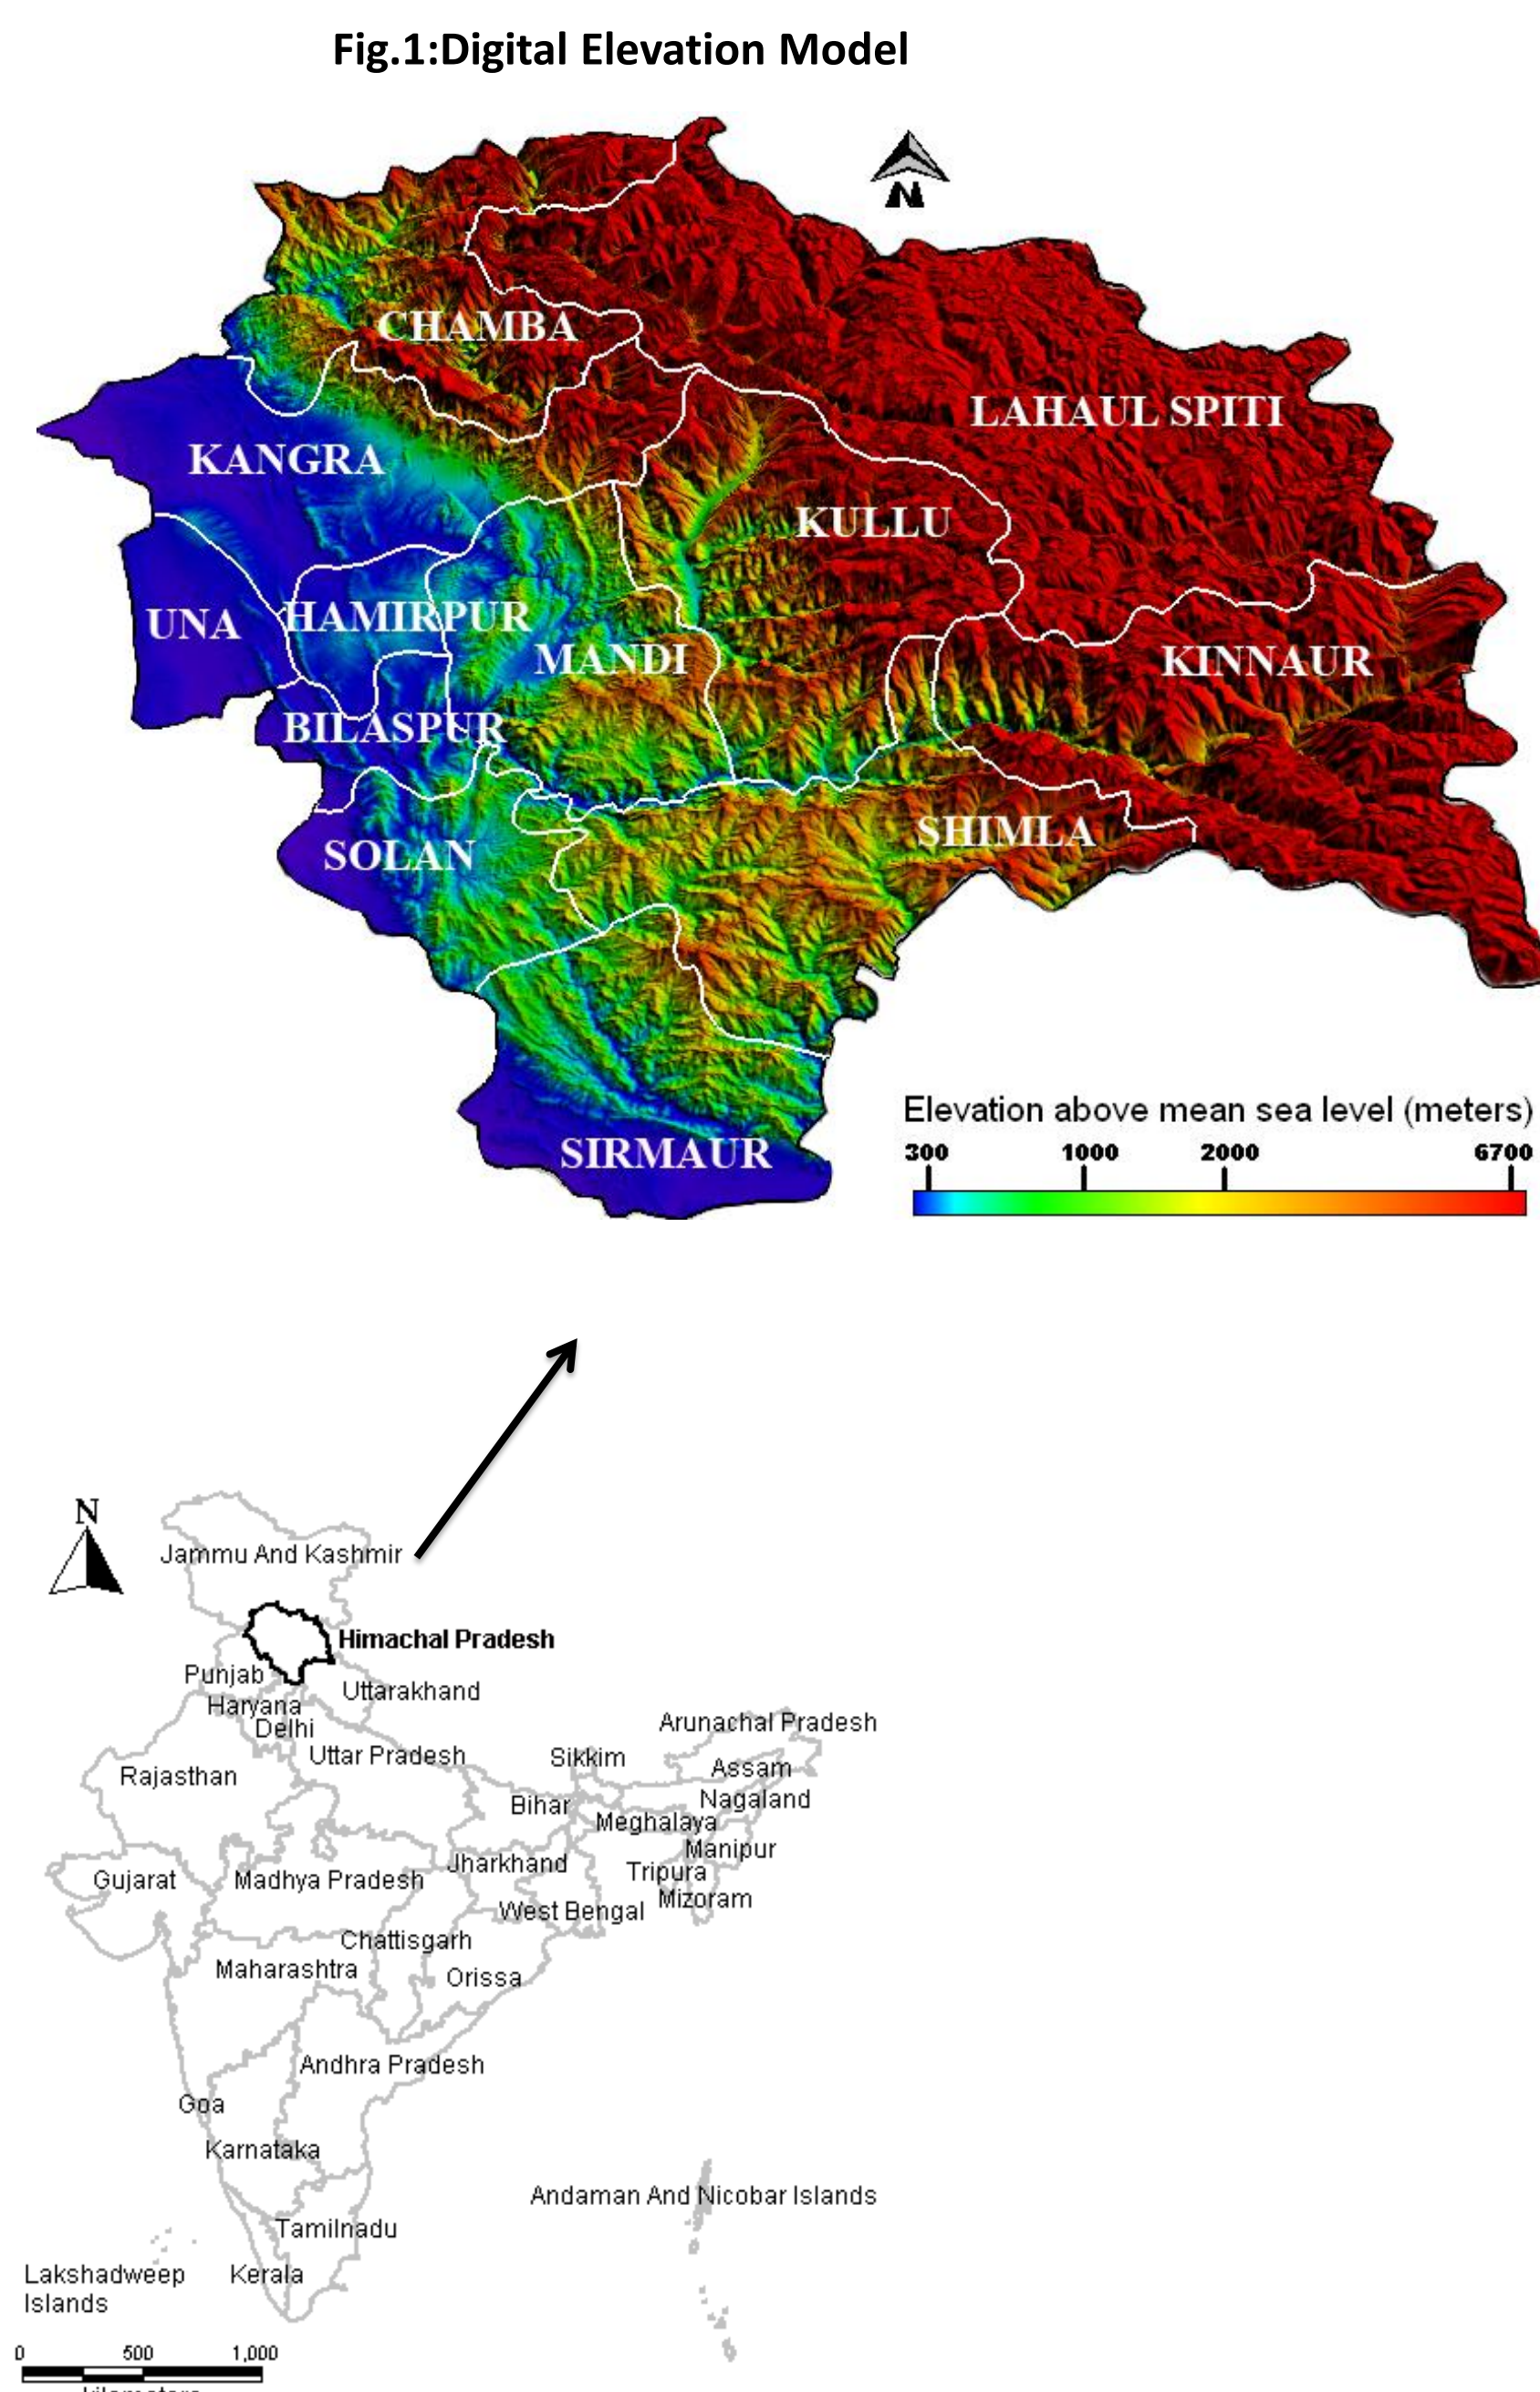 Fig.1:Digital Elevation Model
N
CHAMBA
LAHAUL SPITI
KANGRA
KULLU
UNA
HAMIRPUR
MANDI
KINNAUR
BILASPUR
SHIMLA
SOLAN
SIRMAUR
Elevation above mean sea level (meters)
300 1000 2000 6700
N
Jammu And Kashmir
Himachal Pradesh
Punjab
Uttarakhand
Haryana
Delhi
Arunachal Pradesh
Uttar Pradesh
Sikkim
Assam
Rajasthan
Nagaland
Bihar
Meghalaya
Manipur
Jharkhand
Tripura
Gujarat
Madhya Pradesh
Mizoram
West Bengal
Chattisgarh
Maharashtra
Orissa
Andhra Pradesh
Goa
Karnataka
Andaman And Nicobar Islands
Tamilnadu
Lakshadweep
Islands
Kerala
0 500 1,000
kilometers